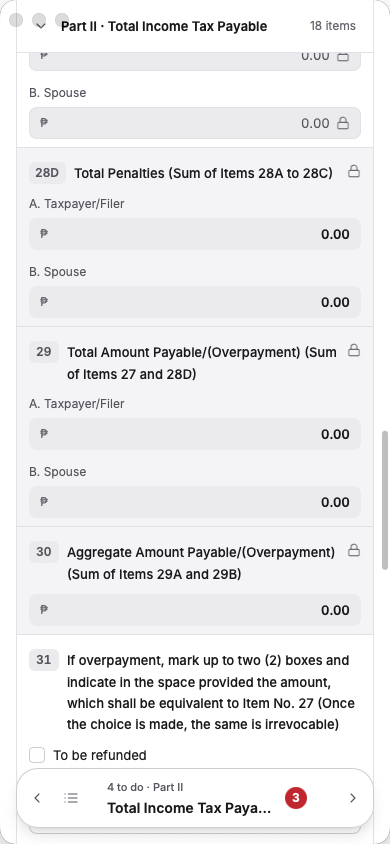 Part II · Total Income Tax Payable
18 items
₱ 0.00
B. Spouse
₱ 0.00
28D Total Penalties (Sum of Items 28A to 28C)
A. Taxpayer/Filer
₱ 0.00
B. Spouse
₱ 0.00
29 Total Amount Payable/(Overpayment) (Sum
of Items 27 and 28D)
A. Taxpayer/Filer
₱ 0.00
B. Spouse
₱ 0.00
30 Aggregate Amount Payable/(Overpayment)
(Sum of Items 29A and 29B)
₱ 0.00
31 If overpayment, mark up to two (2) boxes and
indicate in the space provided the amount,
which shall be equivalent to Item No. 27 (Once
the choice is made, the same is irrevocable)
To be refunded
4 to do · Part II
Total Income Tax Paya...
3